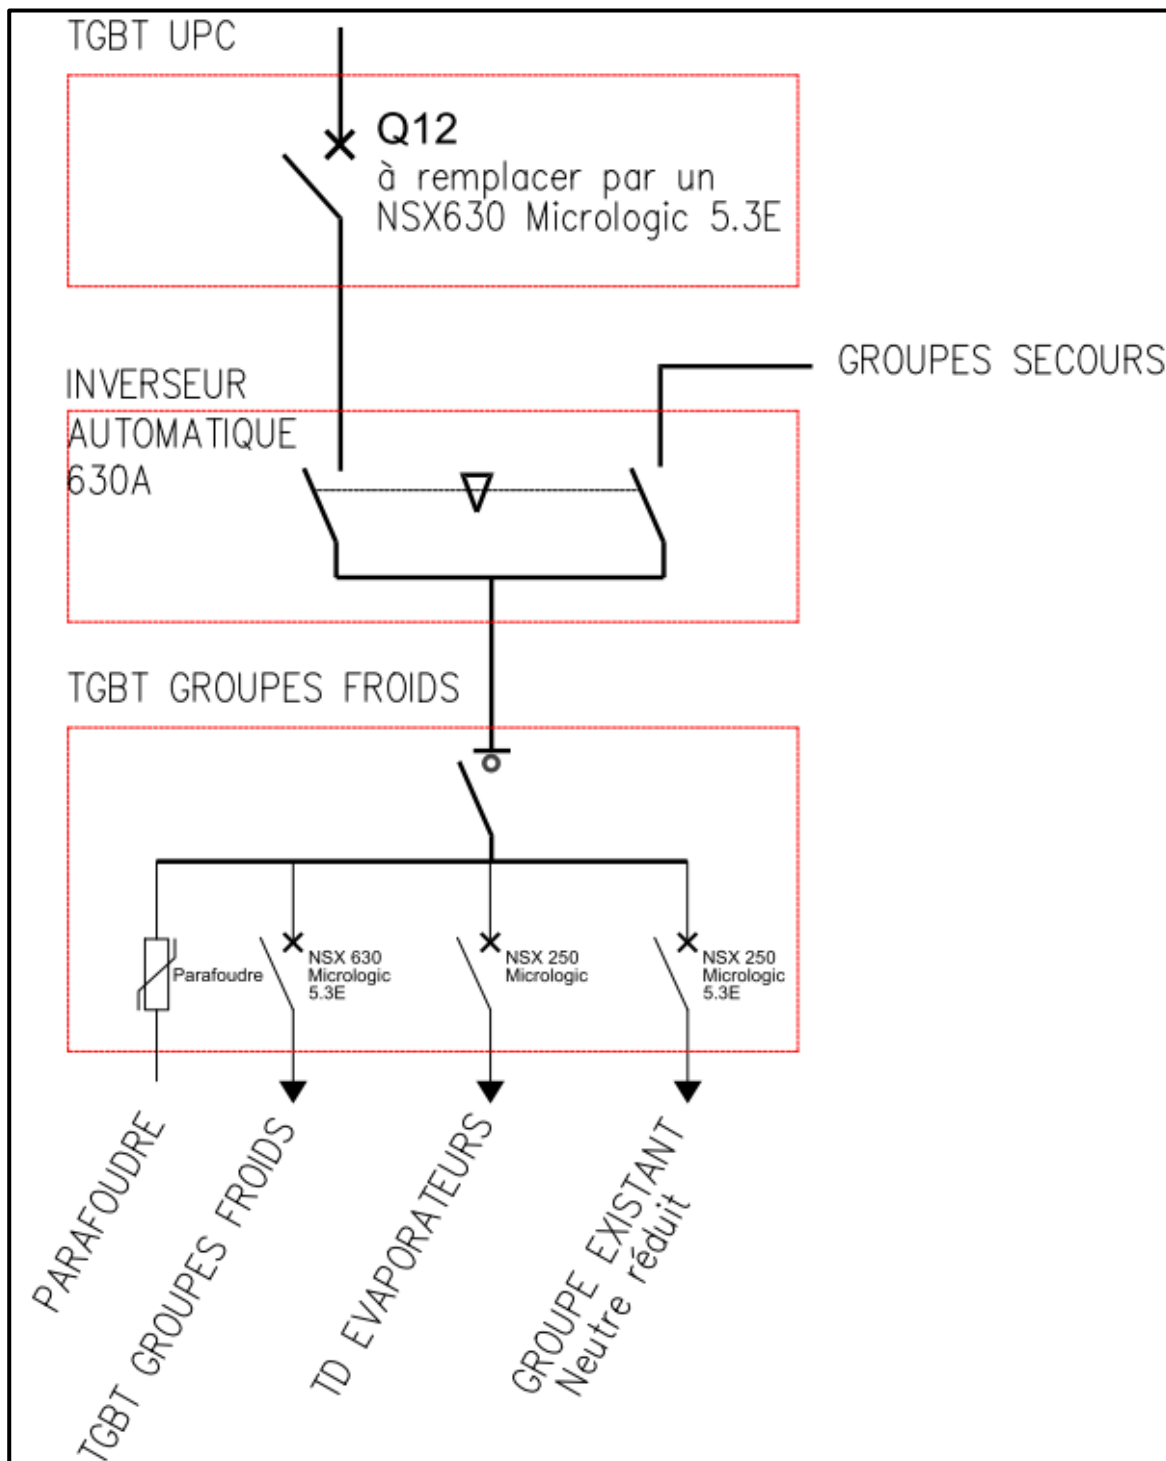 TGBT UPC
Q12
à remplacer par un
NSX630 Micrologic 5.3E
GROUPES SECOURS
INVERSEUR
AUTOMATIQUE
630A
TGBT GROUPES FROIDS
Parafoudre
NSX 630
Micrologic
5.3E
NSX 250
Micrologic
NSX 250
Micrologic
5.3E
PARAFOUDRE
TGBT GROUPES FROIDS
TD EVAPORATEURS
GROUPE EXISTANT
Neutre réduit